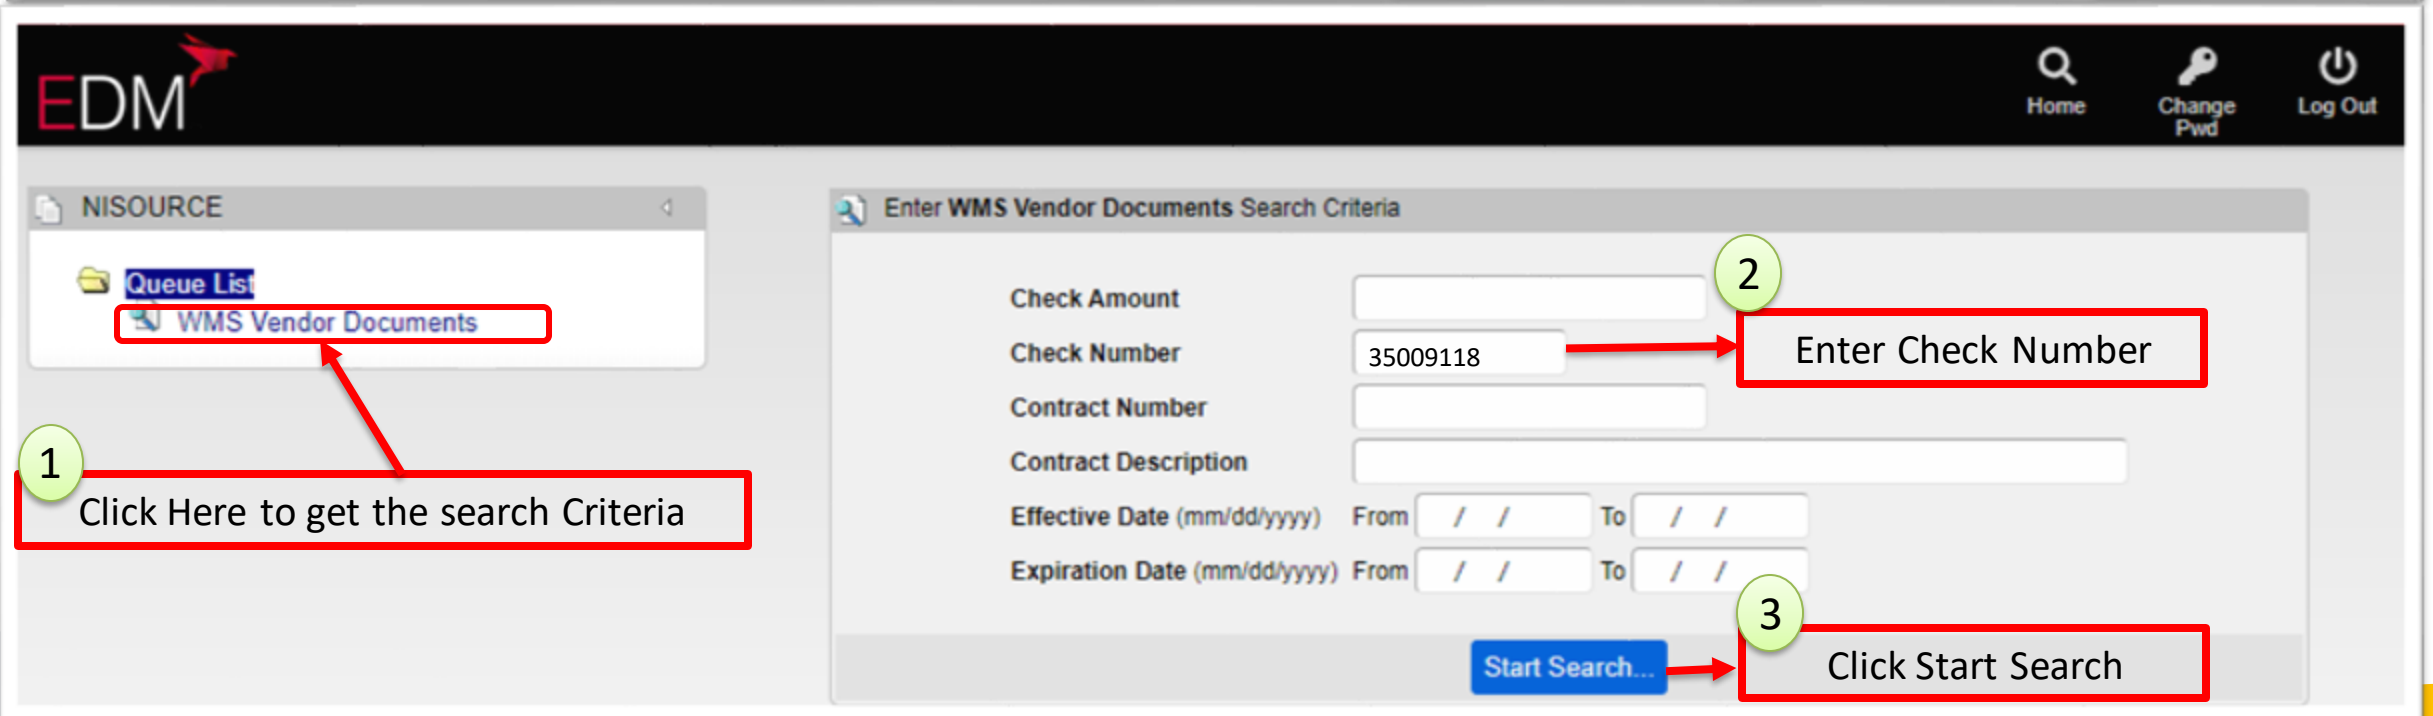 EDM
Home
Change
Pwd
Log Out
NISOURCE
Queue List
WMS Vendor Documents
1
Click Here to get the search Criteria
Enter WMS Vendor Documents Search Criteria
Check Amount
2
Check Number 35009118
Enter Check Number
Contract Number
Contract Description
Effective Date (mm/dd/yyyy) From / / To / /
Expiration Date (mm/dd/yyyy) From / / To / /
3
Start Search...
Click Start Search